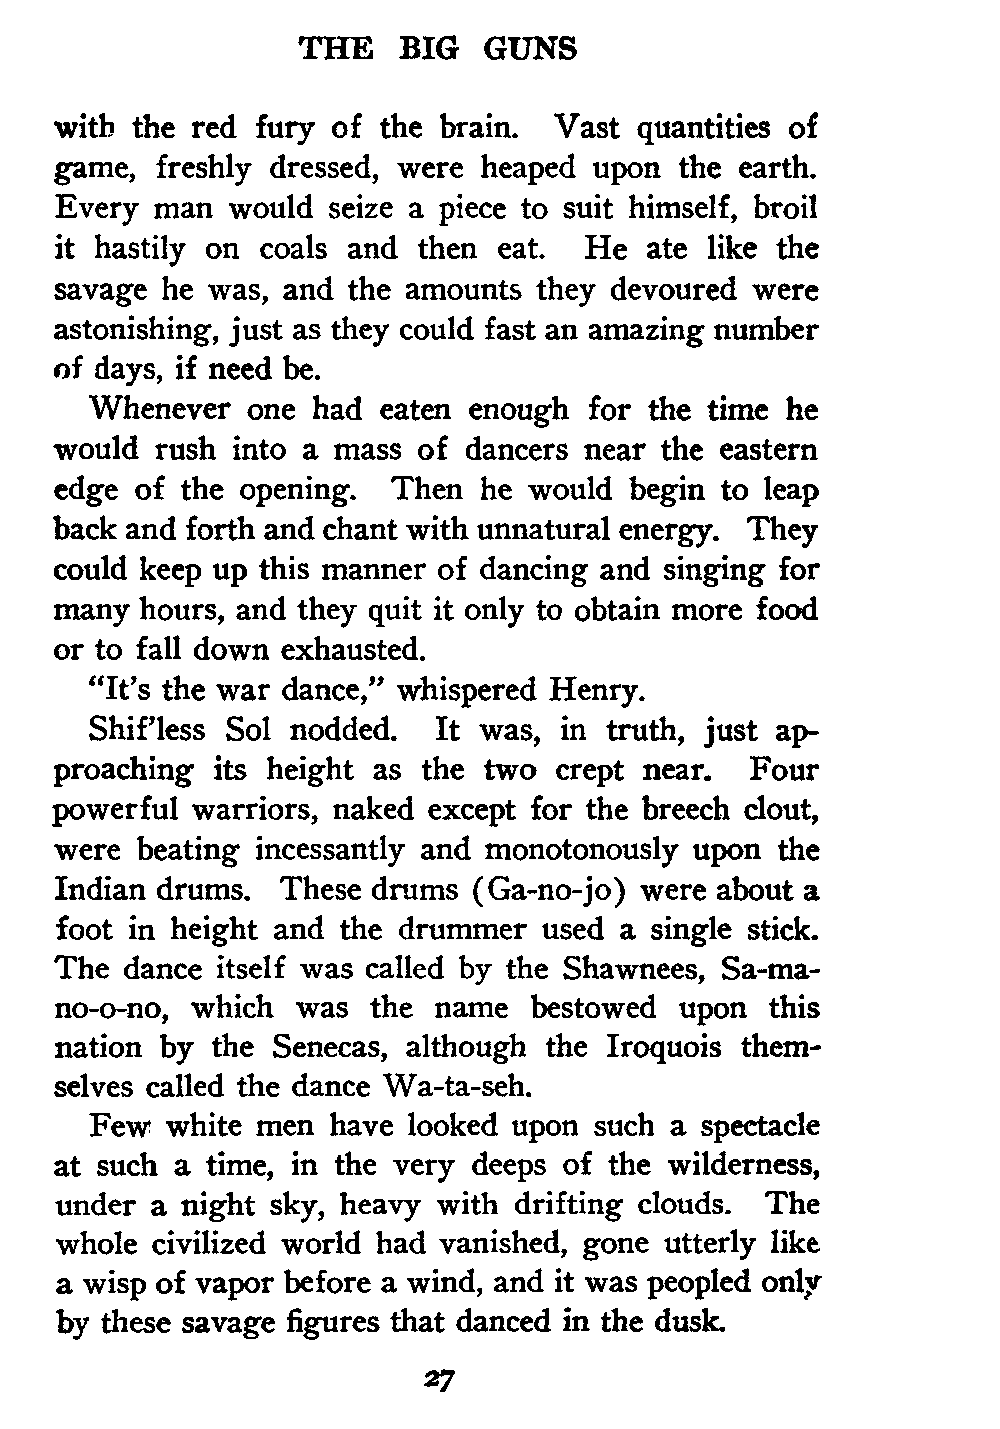 THE BIG GUNS
with the red fury of the brain. Vast quantities of
game, freshly dressed, were heaped upon the earth.
Every man would seize a piece to suit himself, broil
it hastily on coals and then eat. He ate like the
savage he was, and the amounts they devoured were
astonishing, just as they could fast an amazing number
of days, if need be.
Whenever one had eaten enough for the time he
would rush into a mass of dancers near the eastern
edge of the opening. Then he would begin to leap
back and forth and chant with unnatural energy. They
could keep up this manner of dancing and singing for
many hours, and they quit it only to obtain more food
or to fall down exhausted.
“It’s the war dance,” whispered Henry.
Shif’less Sol nodded. It was, in truth, just ap-
proaching its height as the two crept near. Four
powerful warriors, naked except for the breech clout,
were beating incessantly and monotonously upon the
Indian drums. These drums (Ga-no-jo) were about a
foot in height and the drummer used a single stick.
The dance itself was called by the Shawnees, Sa-ma-
no-o-no, which was the name bestowed upon this
nation by the Senecas, although the Iroquois them-
selves called the dance Wa-ta-seh.
Few white men have looked upon such a spectacle
at such a time, in the very deeps of the wilderness,
under a night sky, heavy with drifting clouds. The
whole civilized world had vanished, gone utterly like
a wisp of vapor before a wind, and it was peopled only
by these savage figures that danced in the dusk.
27